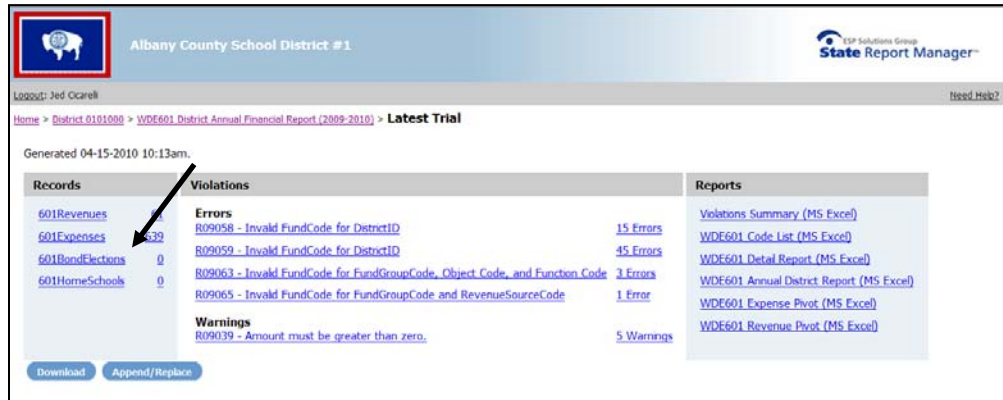 Albany County School District #1
ESP Solutions Group
State Report Manager
Logout: Jed Cicarelli
Need Help?
Home > District 0101000 > WDE601 District Annual Financial Report (2009-2010) > Latest Trial
Generated 04-15-2010 10:13am.
Records
601Revenues
601Expenses 639
601BondElections 0
601HomeSchools 0
Violations
Errors
R09058 - Invalid FundCode for DistrictID 15 Errors
R09059 - Invalid FundCode for DistrictID 45 Errors
R09063 - Invalid FundCode for FundGroupCode, Object Code, and Function Code 3 Errors
R09065 - Invalid FundCode for FundGroupCode and RevenueSourceCode 1 Error
Warnings
R09039 - Amount must be greater than zero. 5 Warnings
Reports
Violations Summary (MS Excel)
WDE601 Code List (MS Excel)
WDE601 Detail Report (MS Excel)
WDE601 Annual District Report (MS Excel)
WDE601 Expense Pivot (MS Excel)
WDE601 Revenue Pivot (MS Excel)
Download
Append/Replace